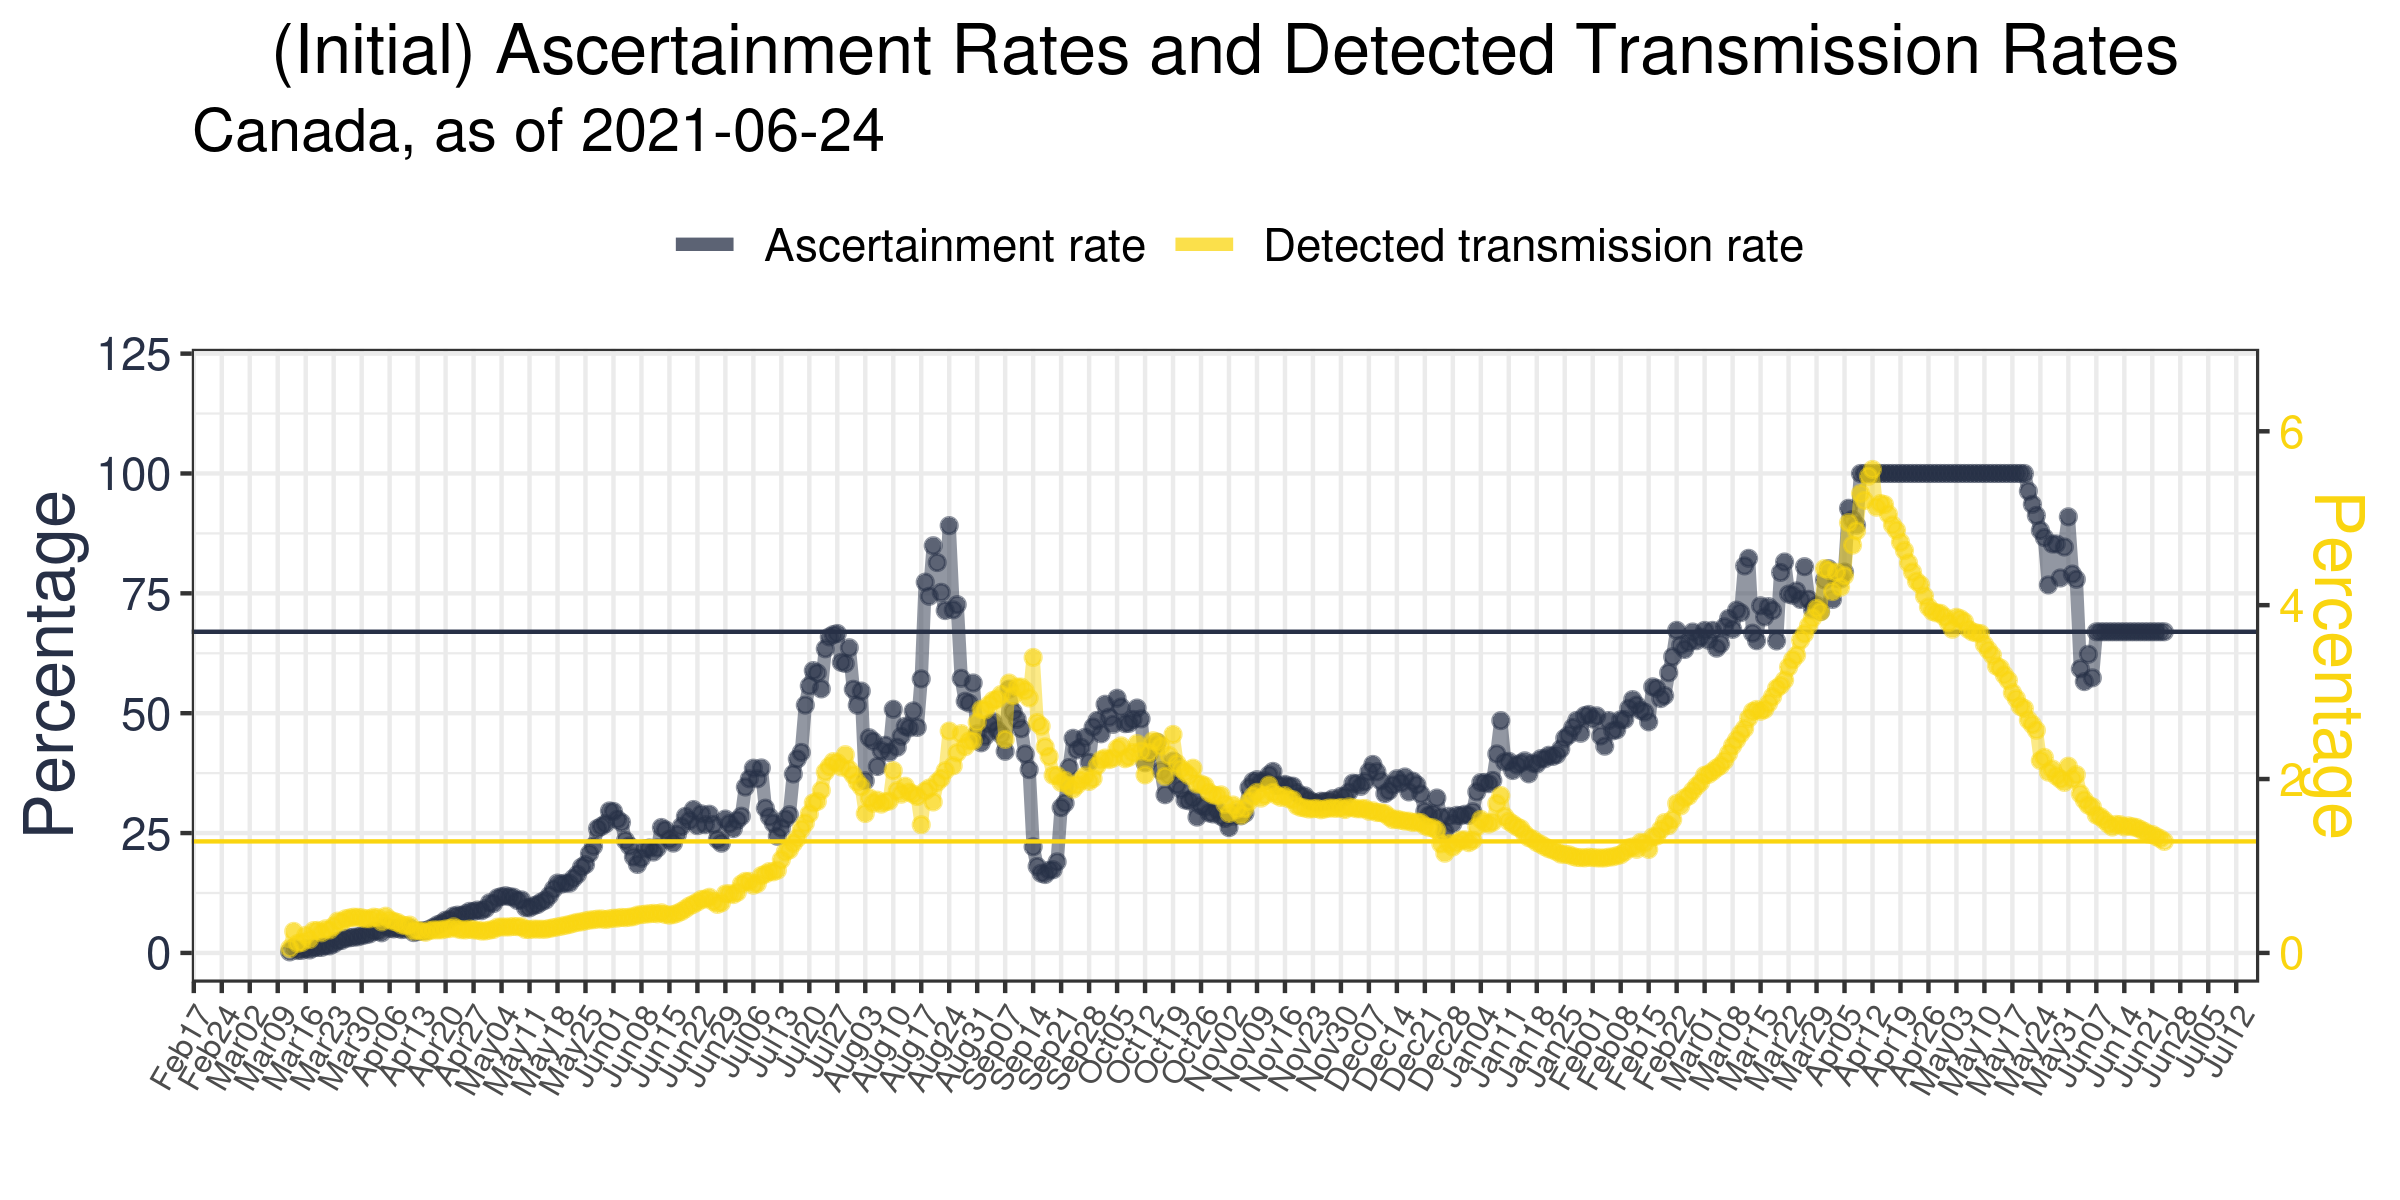 (Initial) Ascertainment Rates and Detected Transmission Rates
Canada, as of 2021-06-24
Ascertainment rate
Detected transmission rate
125
100
75
50
25
0
Percentage
6
4
2
0
Percentage
Feb17
Feb24
Mar02
Mar09
Mar16
Mar23
Mar30
Apr06
Apr13
Apr20
Apr27
May04
May11
May18
May25
Jun01
Jun08
Jun15
Jun22
Jun29
Jul06
Jul13
Jul20
Jul27
Aug03
Aug10
Aug17
Aug24
Aug31
Sep07
Sep14
Sep21
Sep28
Oct05
Oct12
Oct19
Oct26
Nov02
Nov09
Nov16
Nov23
Nov30
Dec07
Dec14
Dec21
Dec28
Jan04
Jan11
Jan18
Jan25
Feb01
Feb08
Feb15
Feb22
Mar01
Mar08
Mar15
Mar22
Mar29
Apr05
Apr12
Apr19
Apr26
May03
May10
May17
May24
May31
Jun07
Jun14
Jun21
Jun28
Jul05
Jul12